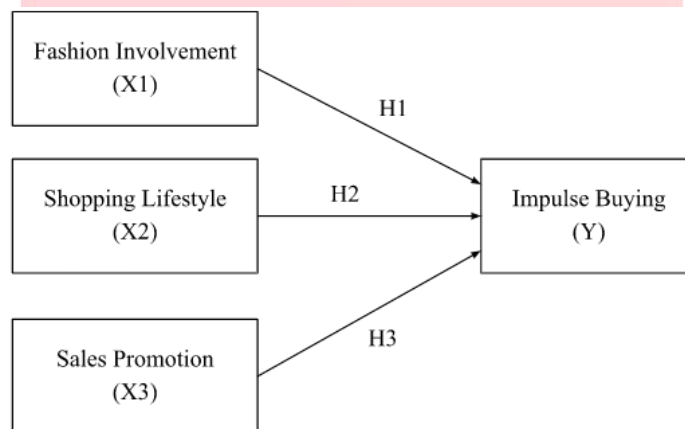 Fashion Involvement
(X1)
H1
Shopping Lifestyle
(X2)
H2
Impulse Buying
(Y)
H3
Sales Promotion
(X3)